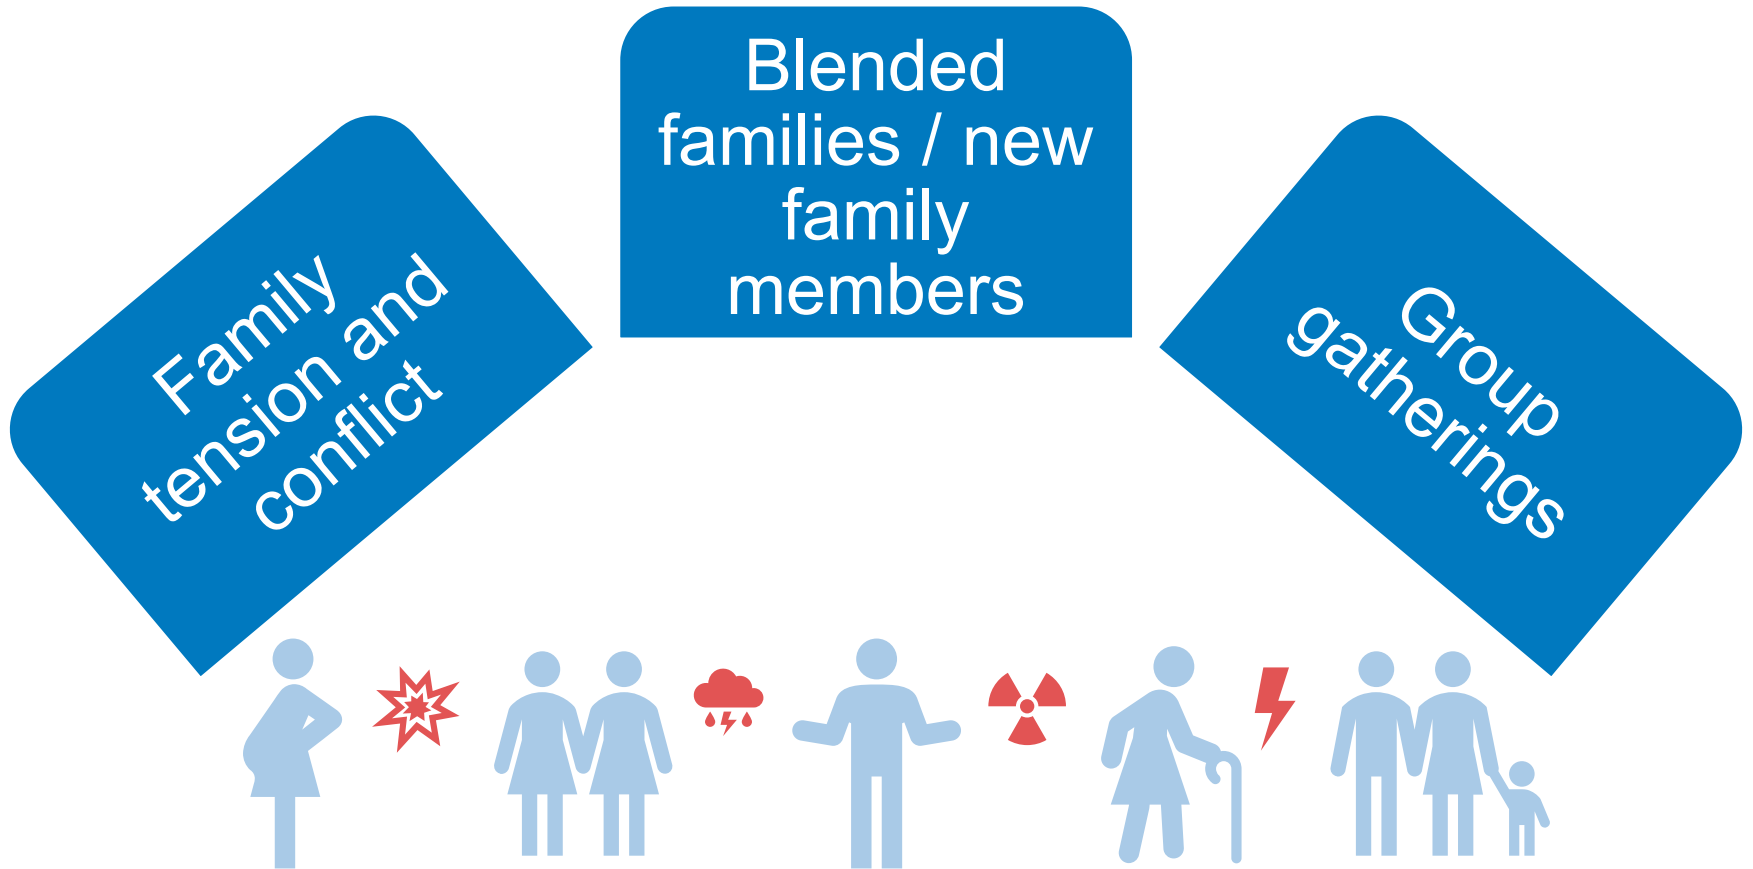 Family
tension and
conflict
Blended
families / new
family
members
Group
gatherings